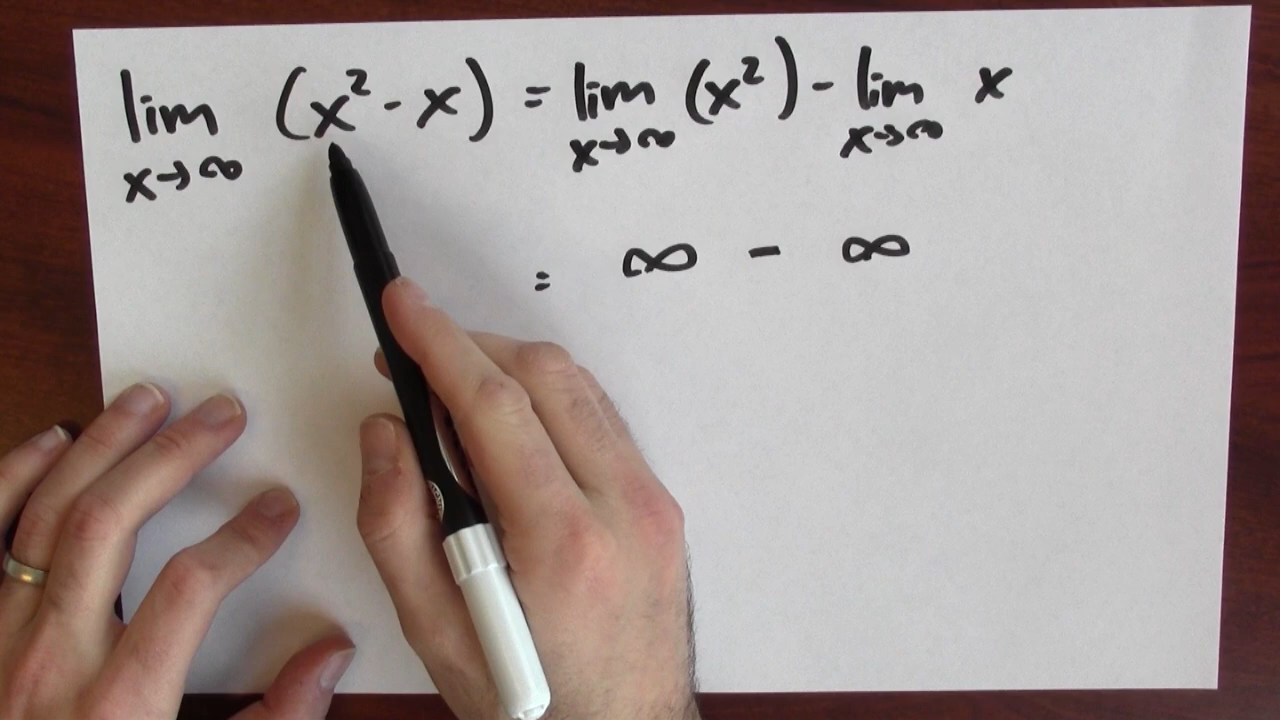 lim (x² - x) = lim (x²) - lim x
x→∞ x→∞ x→∞
= ∞ - ∞